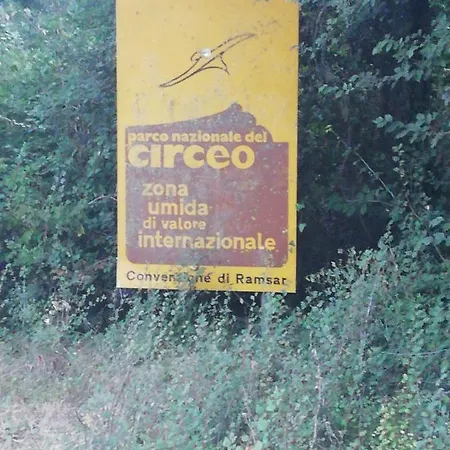 parco nazionale del
circeo
zona
umida
di valore
internazionale
Convenzione di Ramsar